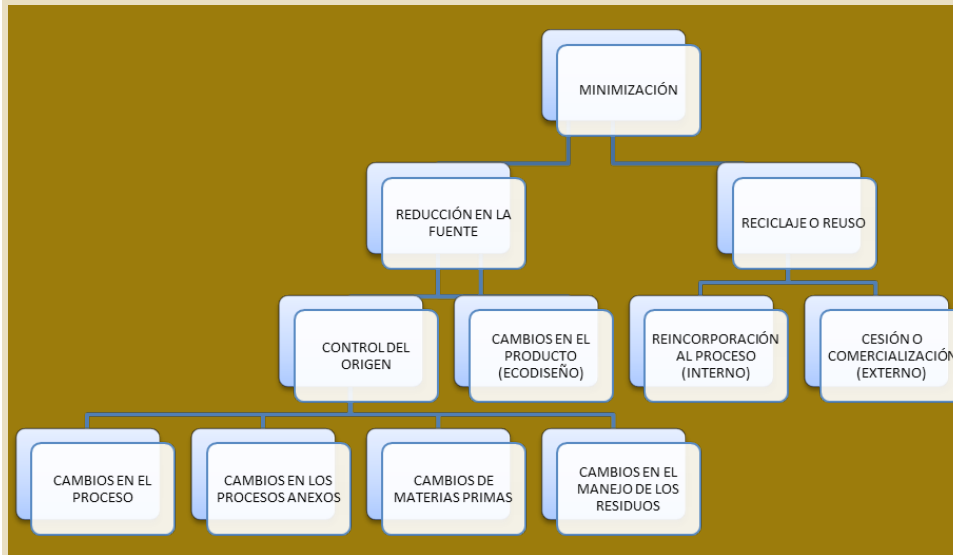 MINIMIZACIÓN
REDUCCIÓN EN LA
FUENTE
RECICLAJE O REUSO
CONTROL DEL
ORIGEN
CAMBIOS EN EL
PRODUCTO
(ECODISEÑO)
REINCORPORACIÓN
AL PROCESO
(INTERNO)
CESIÓN O
COMERCIALIZACIÓN
(EXTERNO)
CAMBIOS EN EL
PROCESO
CAMBIOS EN LOS
PROCESOS ANEXOS
CAMBIOS DE
MATERIAS PRIMAS
CAMBIOS EN EL
MANEJO DE LOS
RESIDUOS